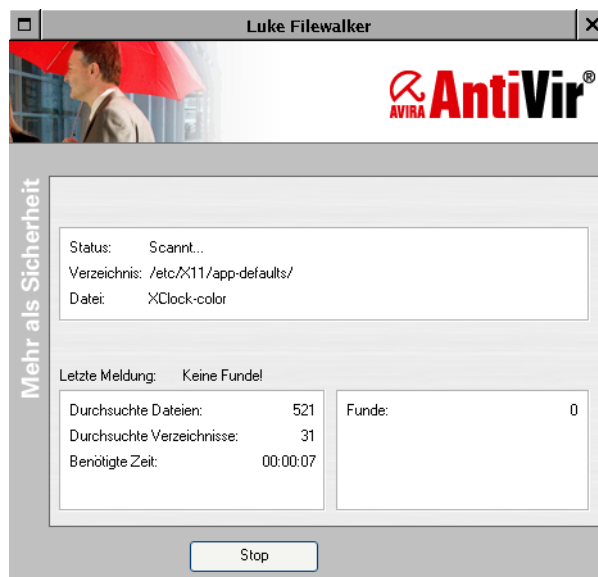 Luke Filewalker
AVIRA AntiVir®
Mehr als Sicherheit
Status: Scannt...
Verzeichnis: /etc/X11/app-defaults/
Datei: XClock-color
Letzte Meldung: Keine Funde!
Durchsuchte Dateien: 521
Durchsuchte Verzeichnisse: 31
Benötigte Zeit: 00:00:07
Funde: 0
Stop